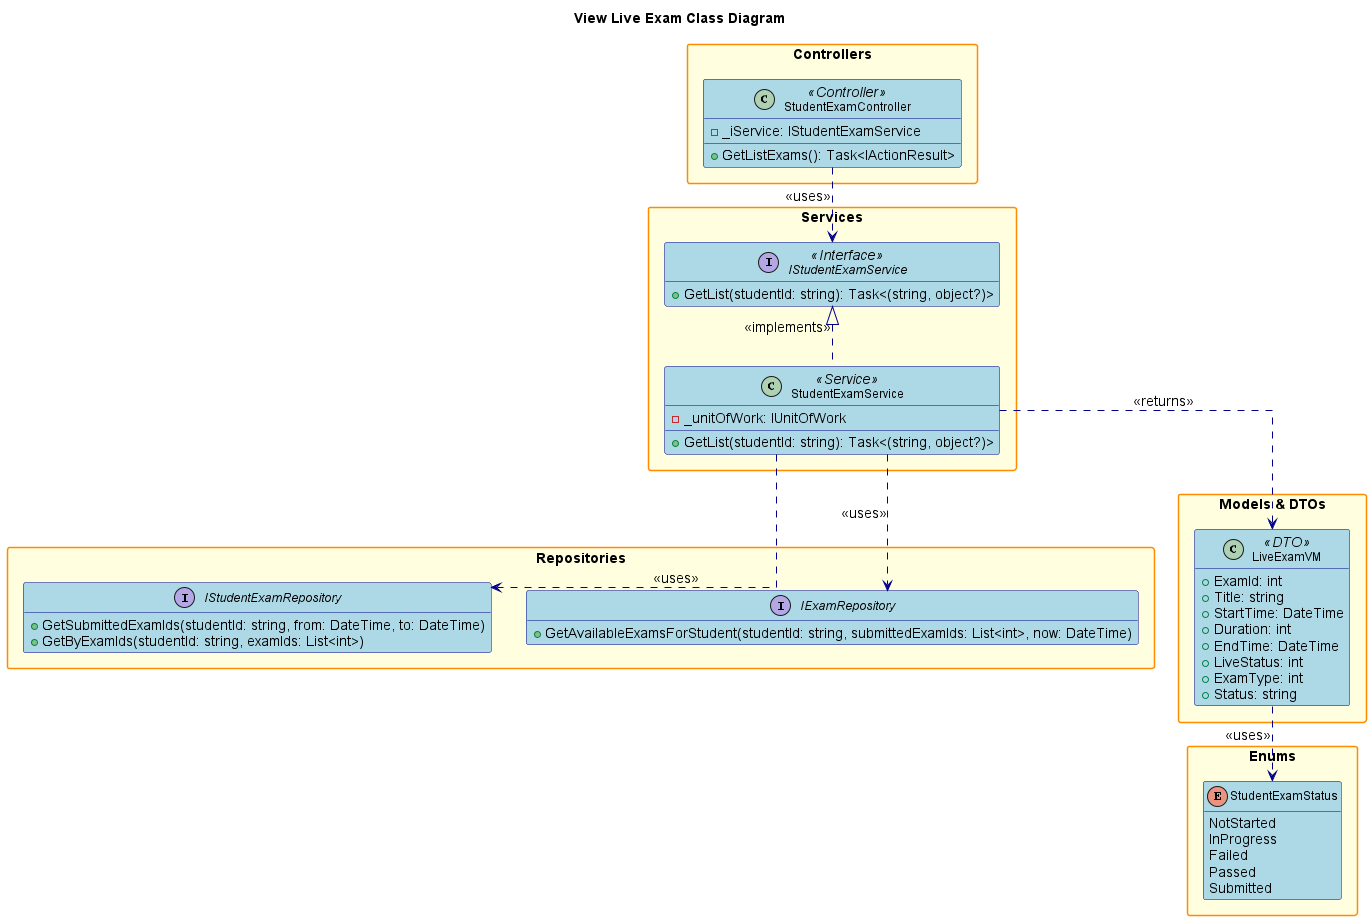 View Live Exam Class Diagram
Controllers
C
«Controller»
StudentExamController
_iService: IStudentExamService
GetListExams(): Task<IActionResult>
«uses»
Services
I
«Interface»
IStudentExamService
GetList(studentId: string): Task<(string, object?)>
«implements»
C
«Service»
StudentExamService
_unitOfWork: IUnitOfWork
GetList(studentId: string): Task<(string, object?)>
«returns»
«uses»
«uses»
Repositories
I
IStudentExamRepository
GetSubmittedExamIds(studentId: string, from: DateTime, to: DateTime)
GetByExamIds(studentId: string, examIds: List<int>)
I
IExamRepository
GetAvailableExamsForStudent(studentId: string, submittedExamIds: List<int>, now: DateTime)
Models & DTOs
C
«DTO»
LiveExamVM
ExamId: int
Title: string
StartTime: DateTime
Duration: int
EndTime: DateTime
LiveStatus: int
ExamType: int
Status: string
«uses»
Enums
E
StudentExamStatus
NotStarted
InProgress
Failed
Passed
Submitted